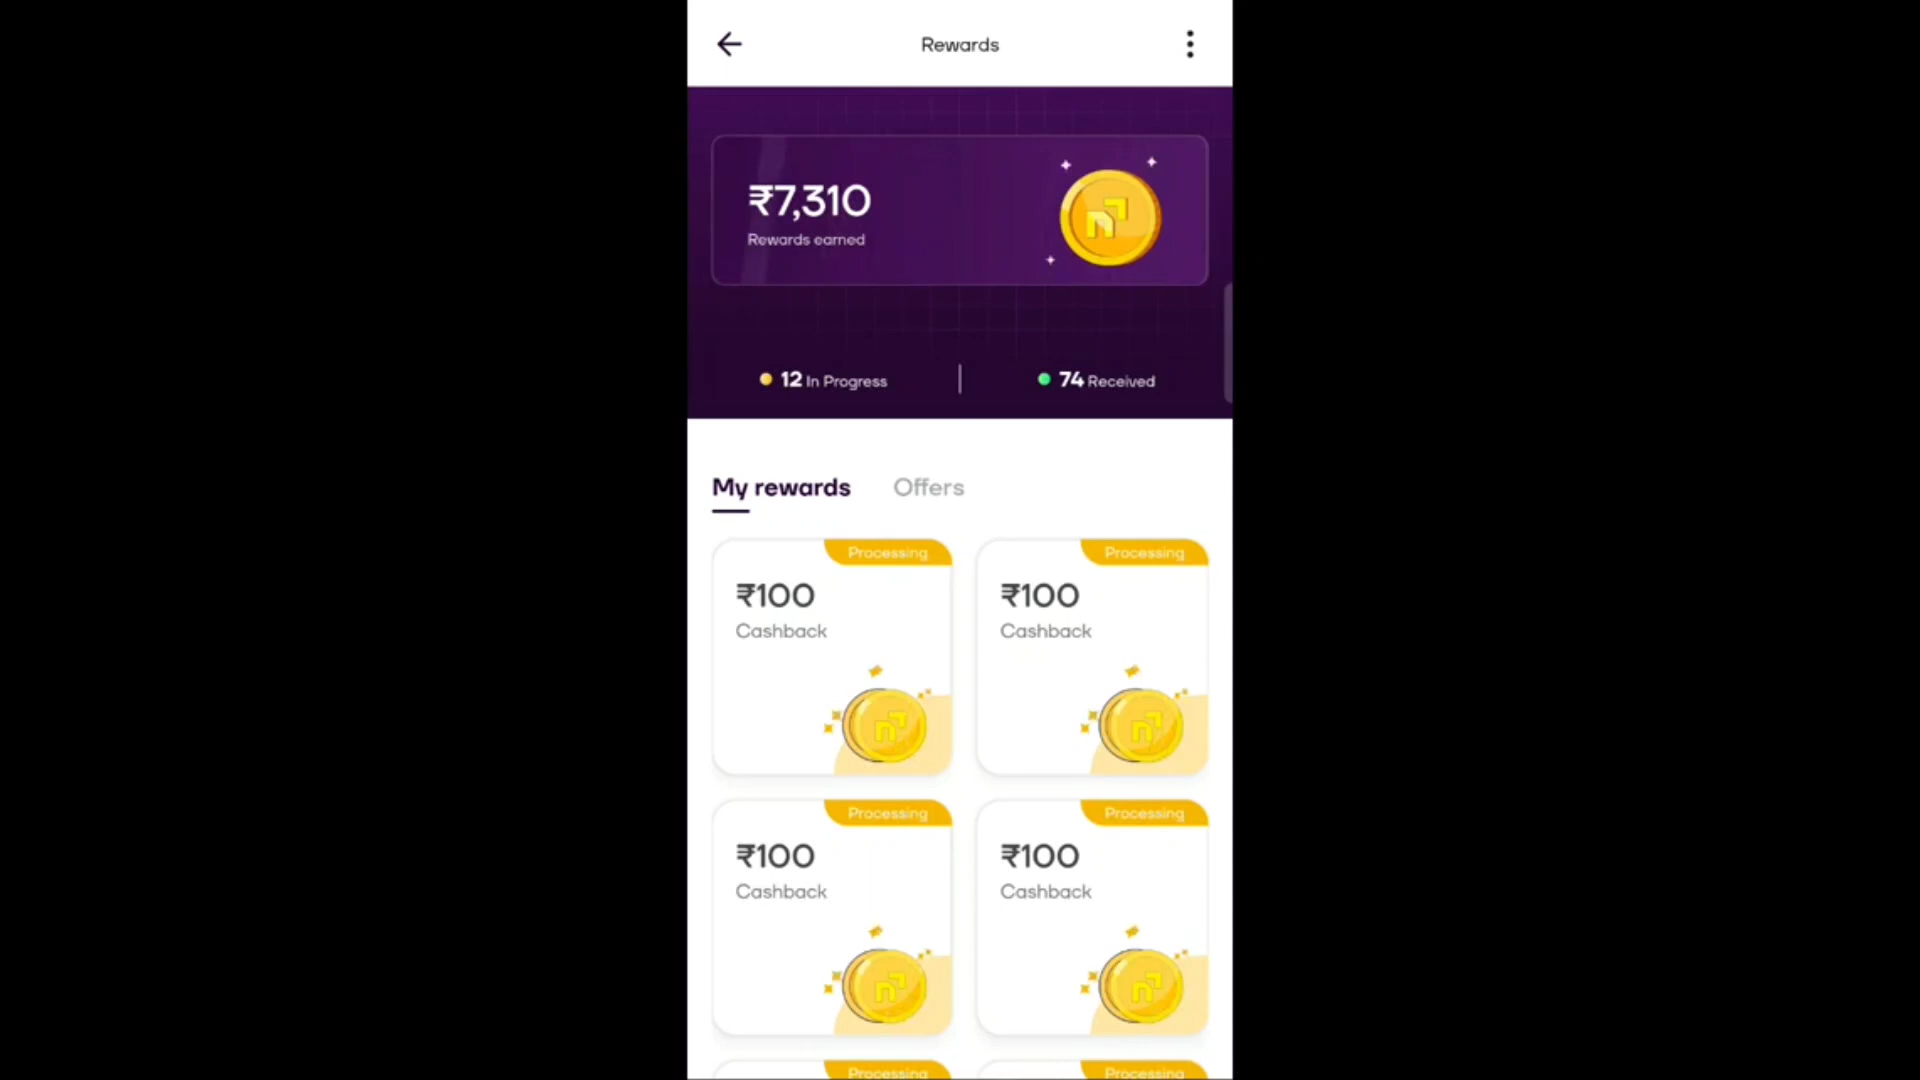 Rewards
₹7,310
Rewards earned
12 In Progress
74 Received
My rewards Offers
Processing Processing
₹100 ₹100
Cashback Cashback
Processing Processing
₹100 ₹100
Cashback Cashback
Processing Processing